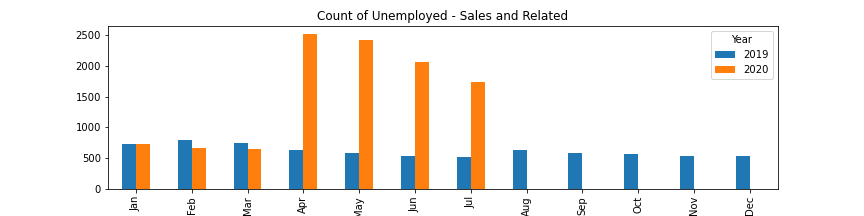 Count of Unemployed - Sales and Related
2500
2000
1500
1000
500
0
Year
2019
2020
Jan
Feb
Mar
Apr
May
Jun
Jul
Aug
Sep
Oct
Nov
Dec